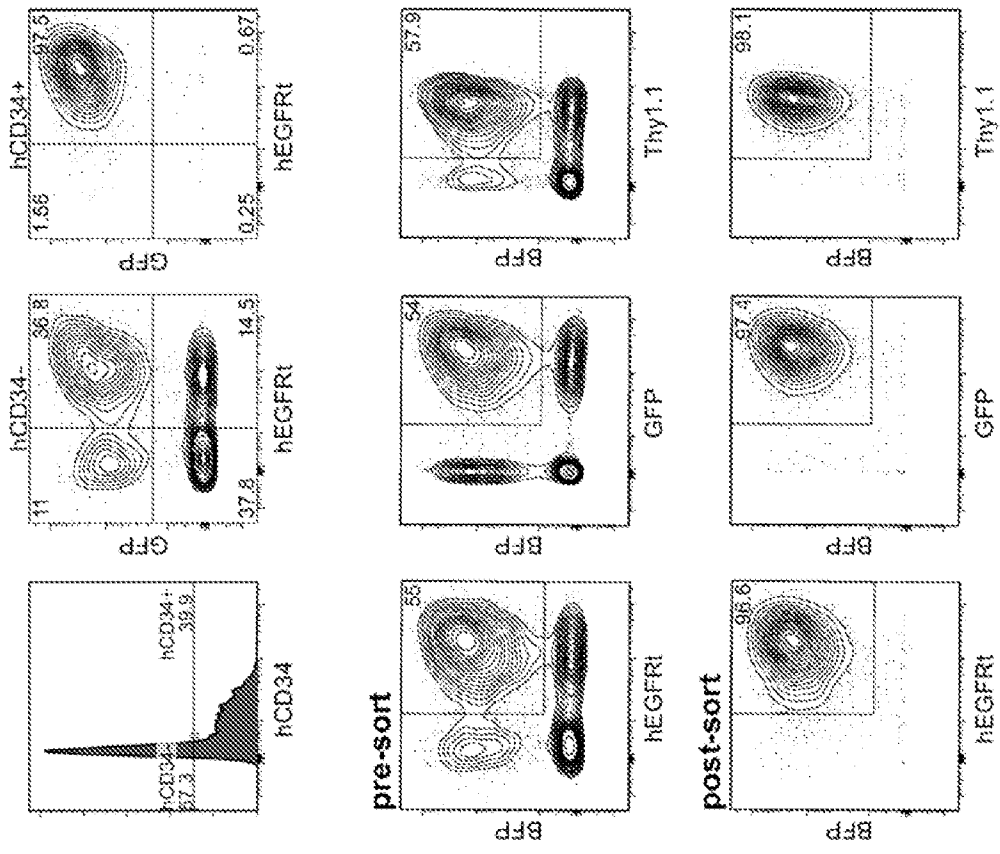 hCD34-
hCD34+
11
36.8
1.56
97.5
hCD34+
39.9
hCD34-
57.3
GFP
GFP
37.8
14.5
0.25
0.67
hCD34
hEGFRt
hEGFRt
pre-sort
55
54
57.9
BFP
BFP
BFP
hEGFRt
GFP
Thy1.1
post-sort
96.6
97.4
98.1
BFP
BFP
BFP
hEGFRt
GFP
Thy1.1